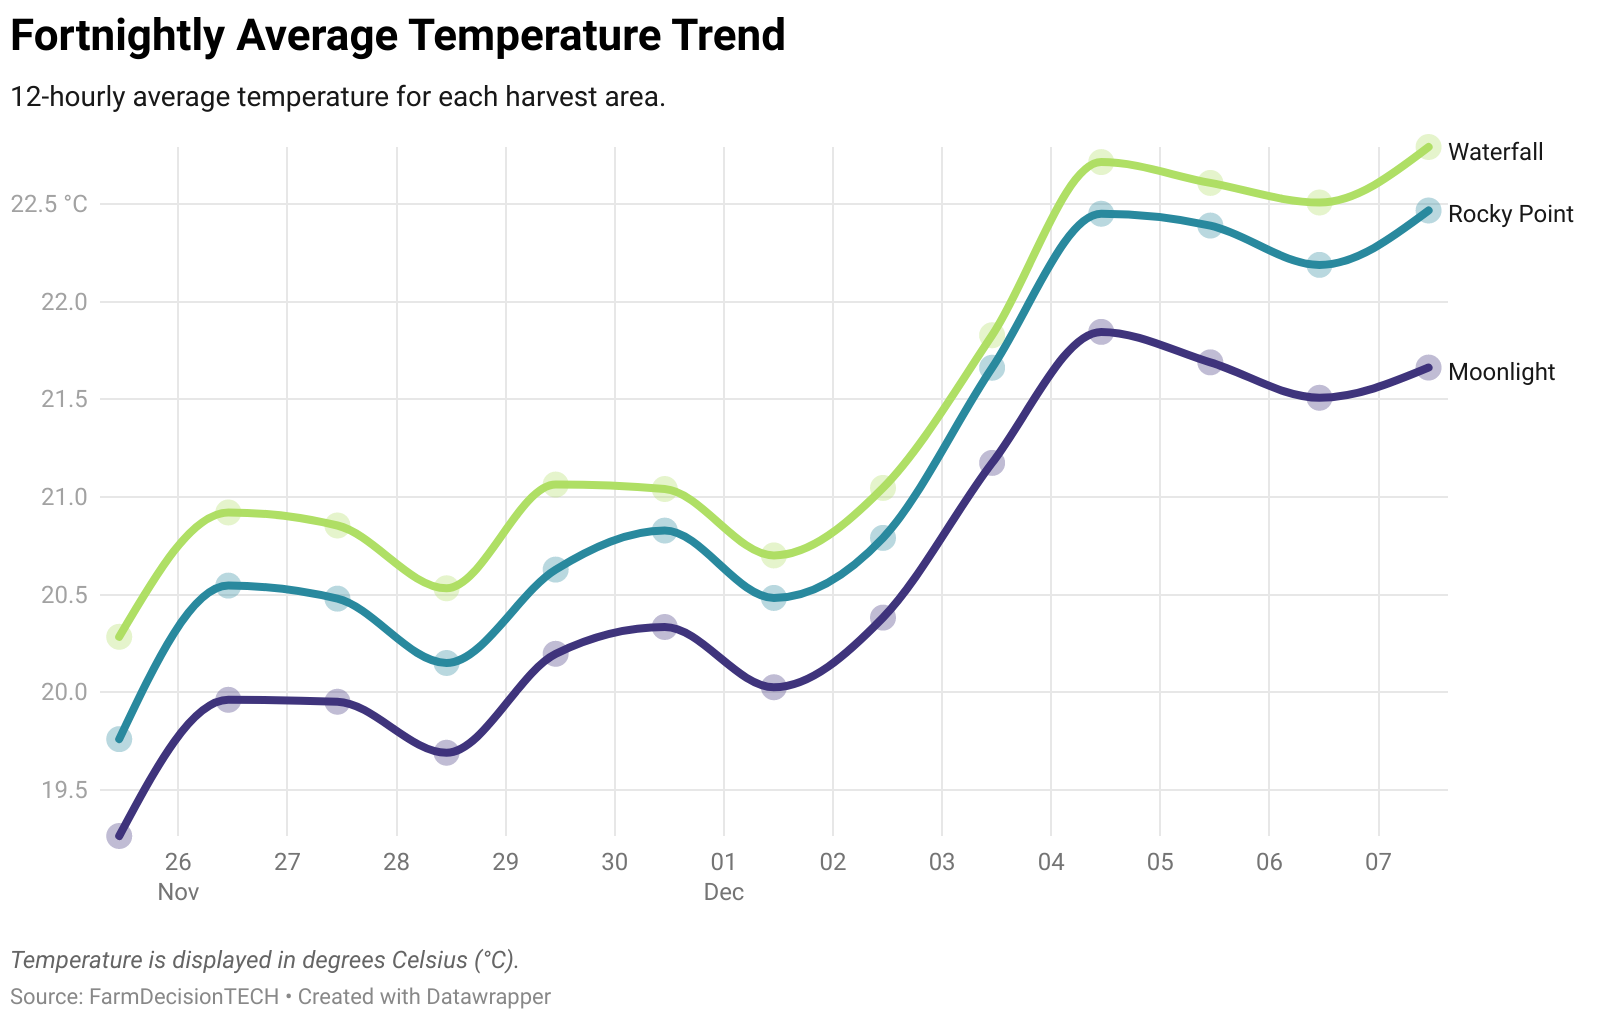 Fortnightly Average Temperature Trend
12-hourly average temperature for each harvest area.
Waterfall
22.5 °C
Rocky Point
22.0
Moonlight
21.5
21.0
20.5
20.0
19.5
26 27 28 29 30 01 02 03 04 05 06 07
Nov Dec
Temperature is displayed in degrees Celsius (°C).
Source: FarmDecisionTECH • Created with Datawrapper